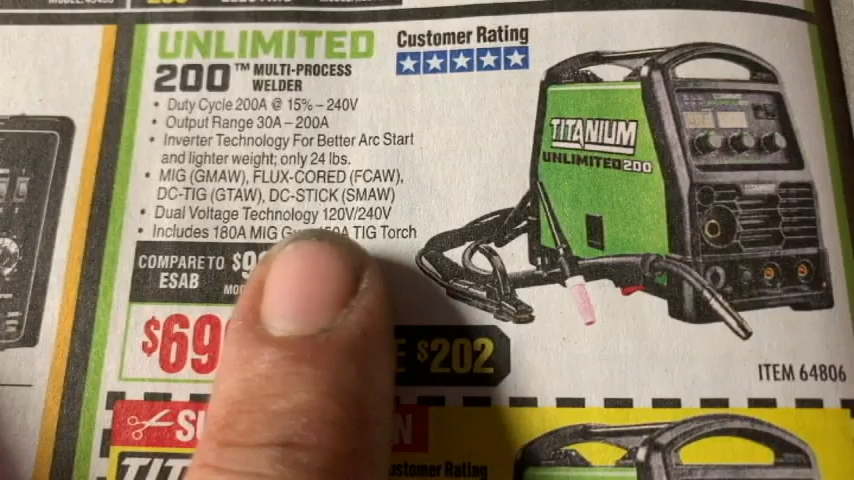 UNLIMITED
200™ MULTI-PROCESS
WELDER
Customer Rating
• Duty Cycle 200A @ 15% – 240V
• Output Range 30A – 200A
• Inverter Technology For Better Arc Start
and lighter weight; only 24 lbs.
• MIG (GMAW), FLUX-CORED (FCAW),
DC-TIG (GTAW), DC-STICK (SMAW)
• Dual Voltage Technology 120V/240V
• Includes 180A MIG TIG Torch
COMPARE TO
ESAB
TITANIUM
UNLIMITED 200
$202
ITEM 64806
Customer Rating